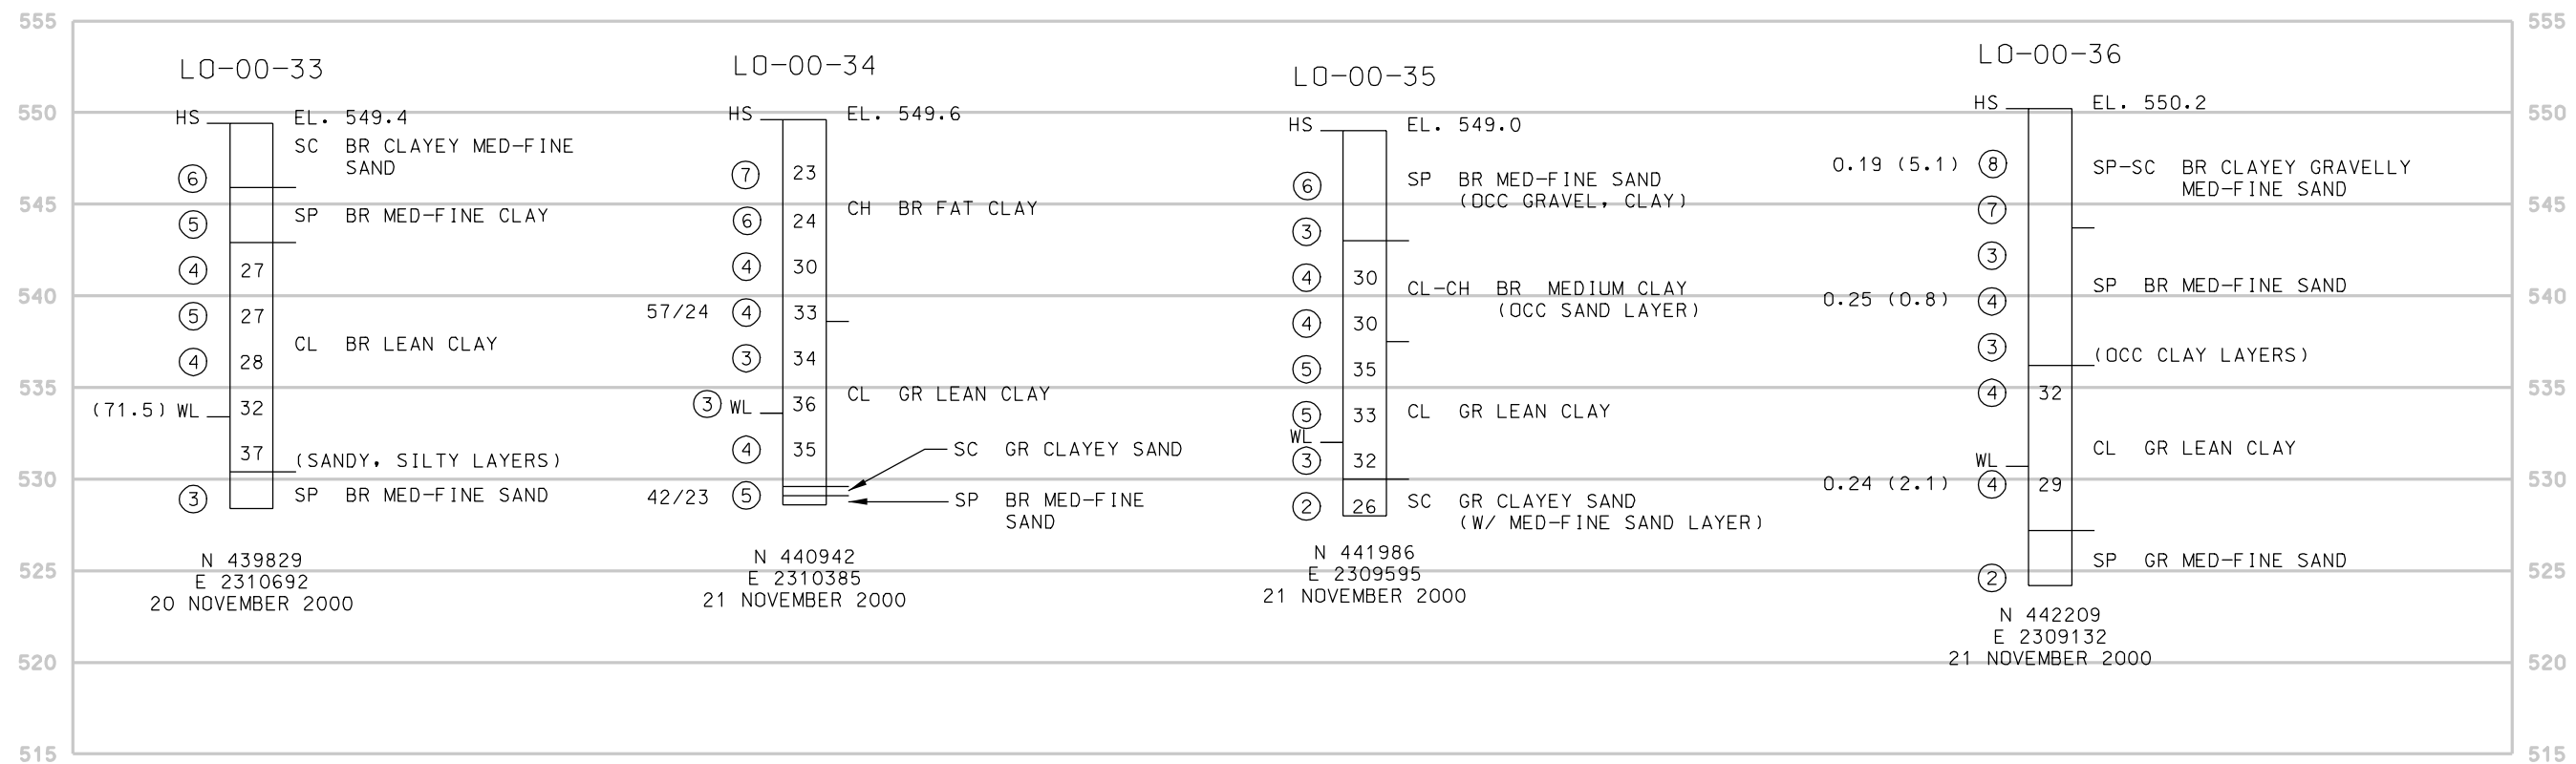 555
550
545
540
535
530
525
520
515
LO-00-33
HS EL. 549.4
SC BR CLAYEY MED-FINE
SAND
6
SP BR MED-FINE CLAY
5
4 27
5 27
CL BR LEAN CLAY
4 28
(71.5) WL 32
37
(SANDY, SILTY LAYERS)
3 SP BR MED-FINE SAND
N 439829
E 2310692
20 NOVEMBER 2000
LO-00-34
HS EL. 549.6
7 23
CH BR FAT CLAY
6 24
4 30
57/24 4 33
3 34
CL GR LEAN CLAY
3 WL 36
4 35
SC GR CLAYEY SAND
42/23 5
SP BR MED-FINE
SAND
N 440942
E 2310385
21 NOVEMBER 2000
LO-00-35
HS EL. 549.0
6 SP BR MED-FINE SAND
(OCC GRAVEL, CLAY)
3
4 30
CL-CH BR MEDIUM CLAY
(OCC SAND LAYER)
4 30
5 35
5 33 CL GR LEAN CLAY
WL
3 32
2 26 SC GR CLAYEY SAND
(W/ MED-FINE SAND LAYER)
N 441986
E 2309595
21 NOVEMBER 2000
LO-00-36
HS EL. 550.2
0.19 (5.1) 8 SP-SC BR CLAYEY GRAVELLY
MED-FINE SAND
7
3
SP BR MED-FINE SAND
0.25 (0.8) 4
3
(OCC CLAY LAYERS)
4 32
CL GR LEAN CLAY
WL
0.24 (2.1) 4 29
SP GR MED-FINE SAND
2
N 442209
E 2309132
21 NOVEMBER 2000
555
550
545
540
535
530
525
520
515